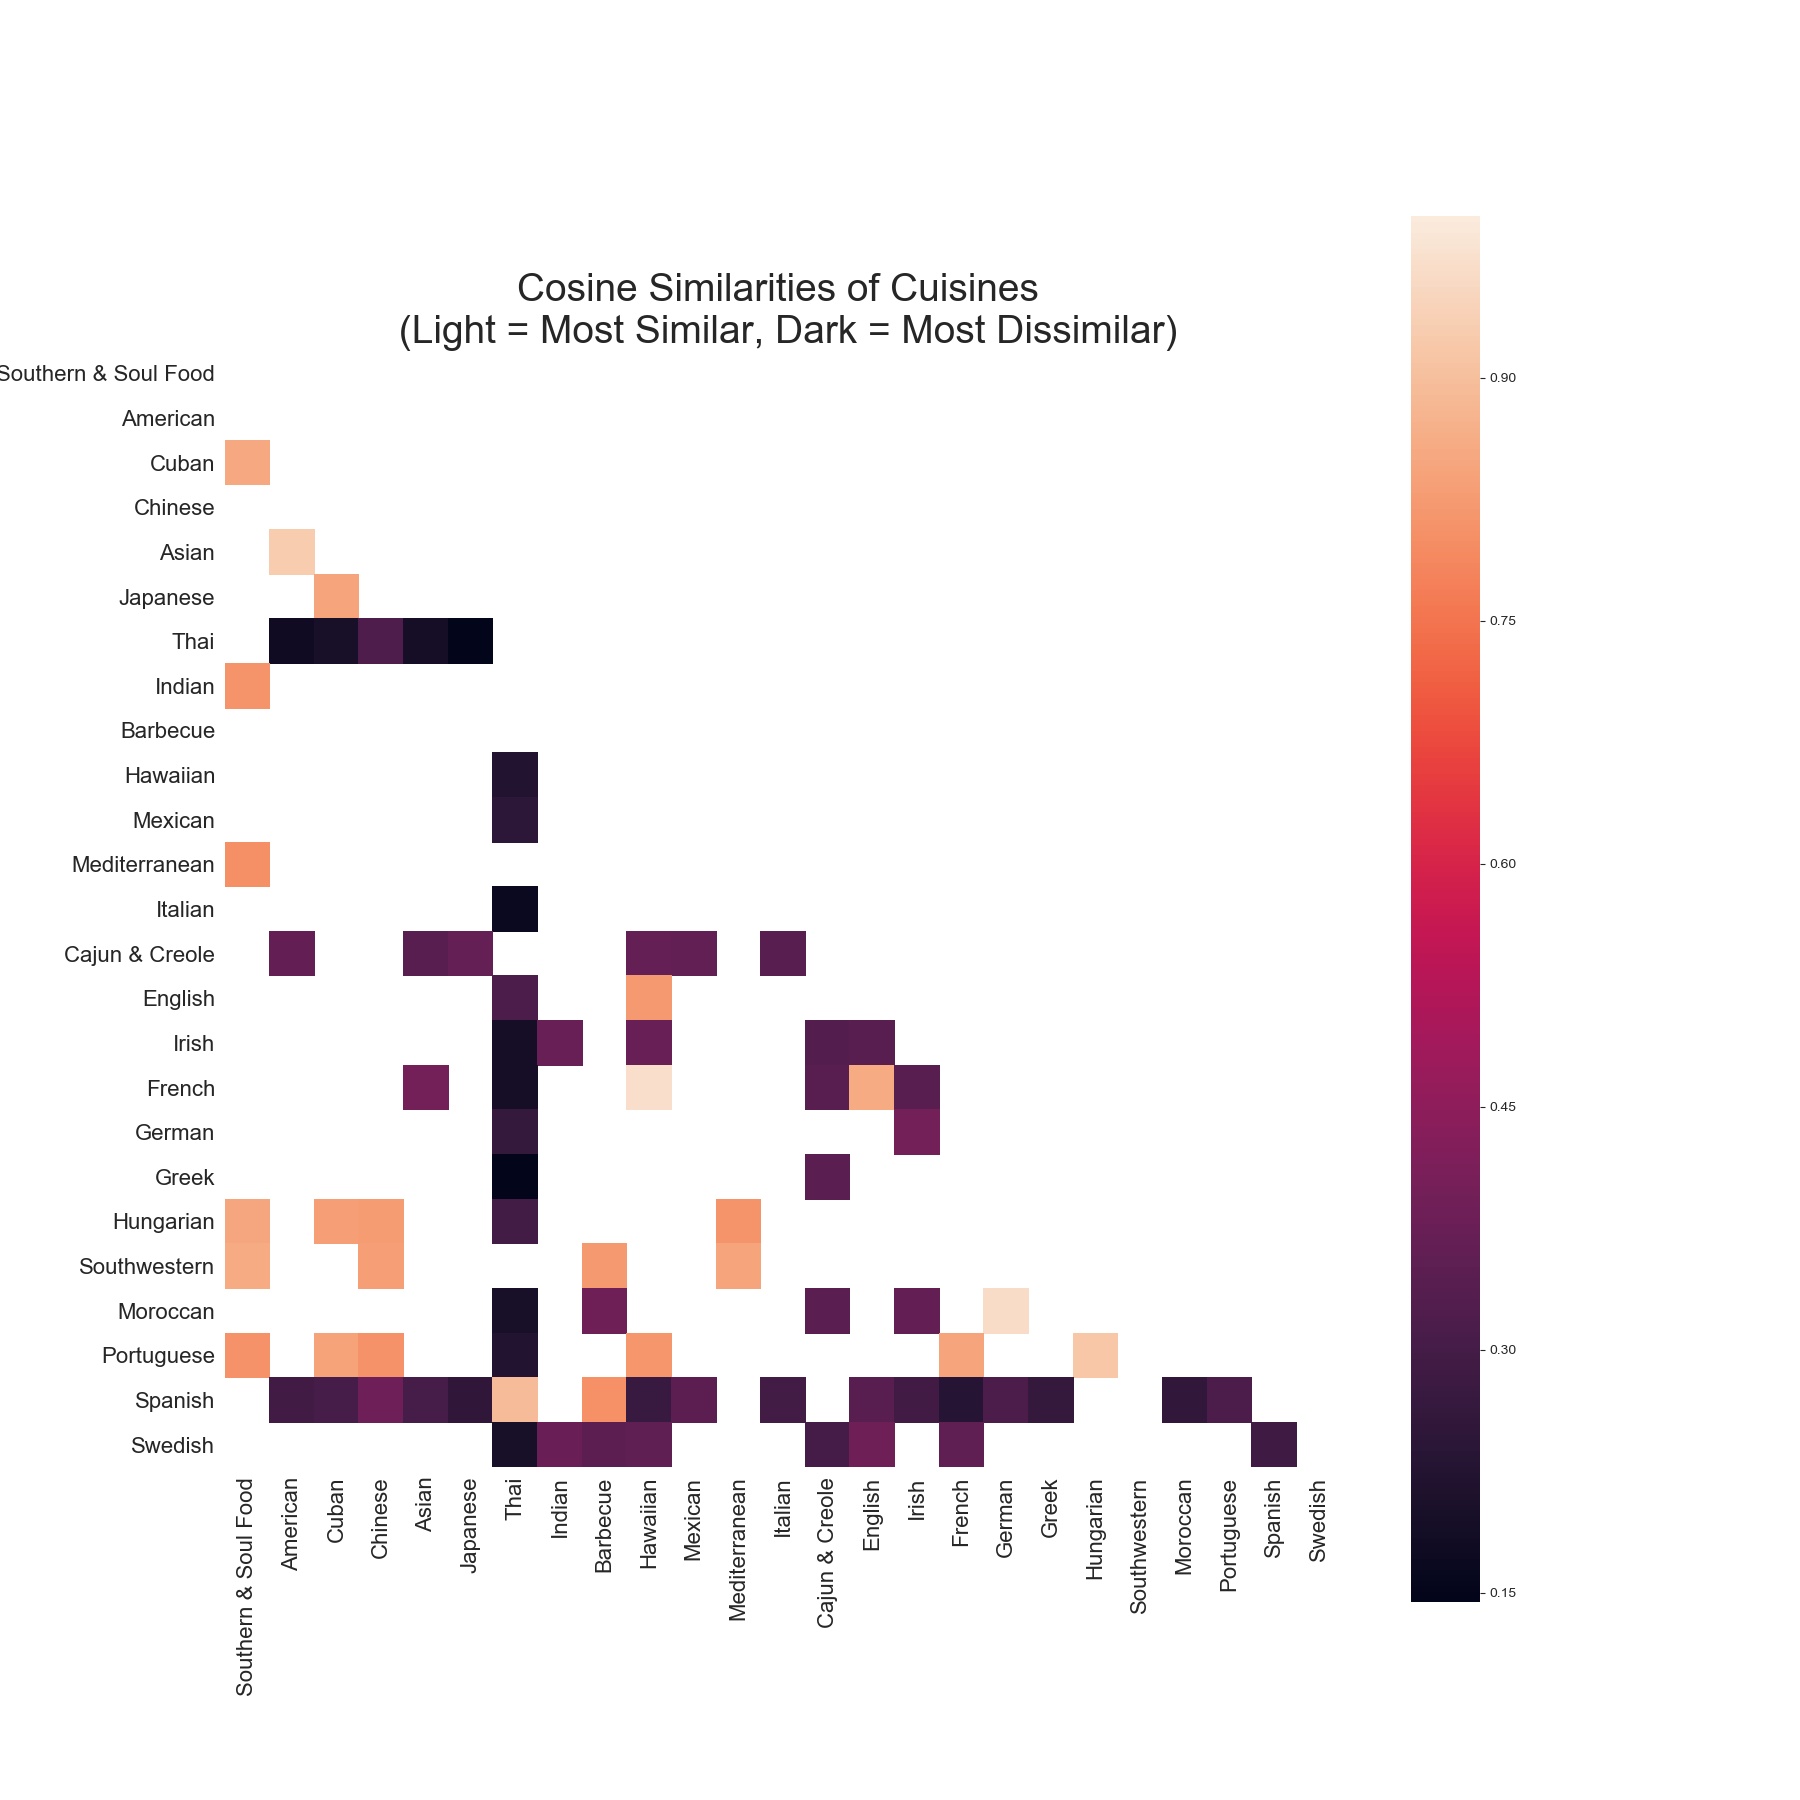 Cosine Similarities of Cuisines
(Light = Most Similar, Dark = Most Dissimilar)
Southern & Soul Food
American
Cuban
Chinese
Asian
Japanese
Thai
Indian
Barbecue
Hawaiian
Mexican
Mediterranean
Italian
Cajun & Creole
English
Irish
French
German
Greek
Hungarian
Southwestern
Moroccan
Portuguese
Spanish
Swedish
Southern & Soul Food
American
Cuban
Chinese
Asian
Japanese
Thai
Indian
Barbecue
Hawaiian
Mexican
Mediterranean
Italian
Cajun & Creole
English
Irish
French
German
Greek
Hungarian
Southwestern
Moroccan
Portuguese
Spanish
Swedish
0.90
0.75
0.60
0.45
0.30
0.15